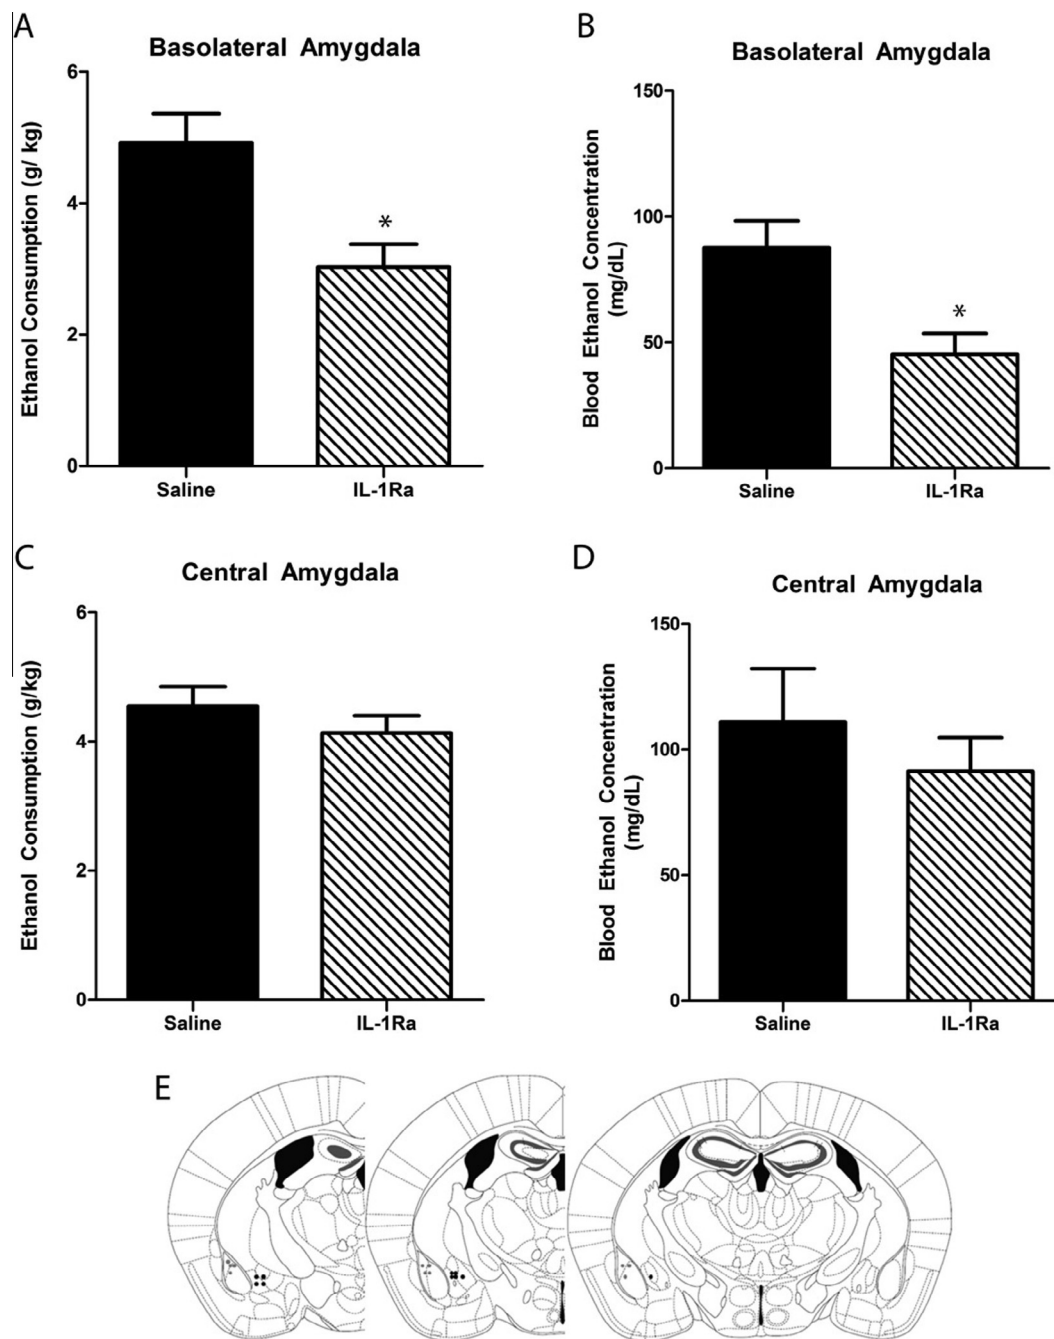 A
Basolateral Amygdala
Ethanol Consumption (g/ kg)
6
4
2
0
*
Saline
IL-1Ra
B
Basolateral Amygdala
Blood Ethanol Concentration
(mg/dL)
150
100
50
0
*
Saline
IL-1Ra
C
Central Amygdala
Ethanol Consumption (g/kg)
6
4
2
0
Saline
IL-1Ra
D
Central Amygdala
Blood Ethanol Concentration
(mg/dL)
150
100
50
0
Saline
IL-1Ra
E